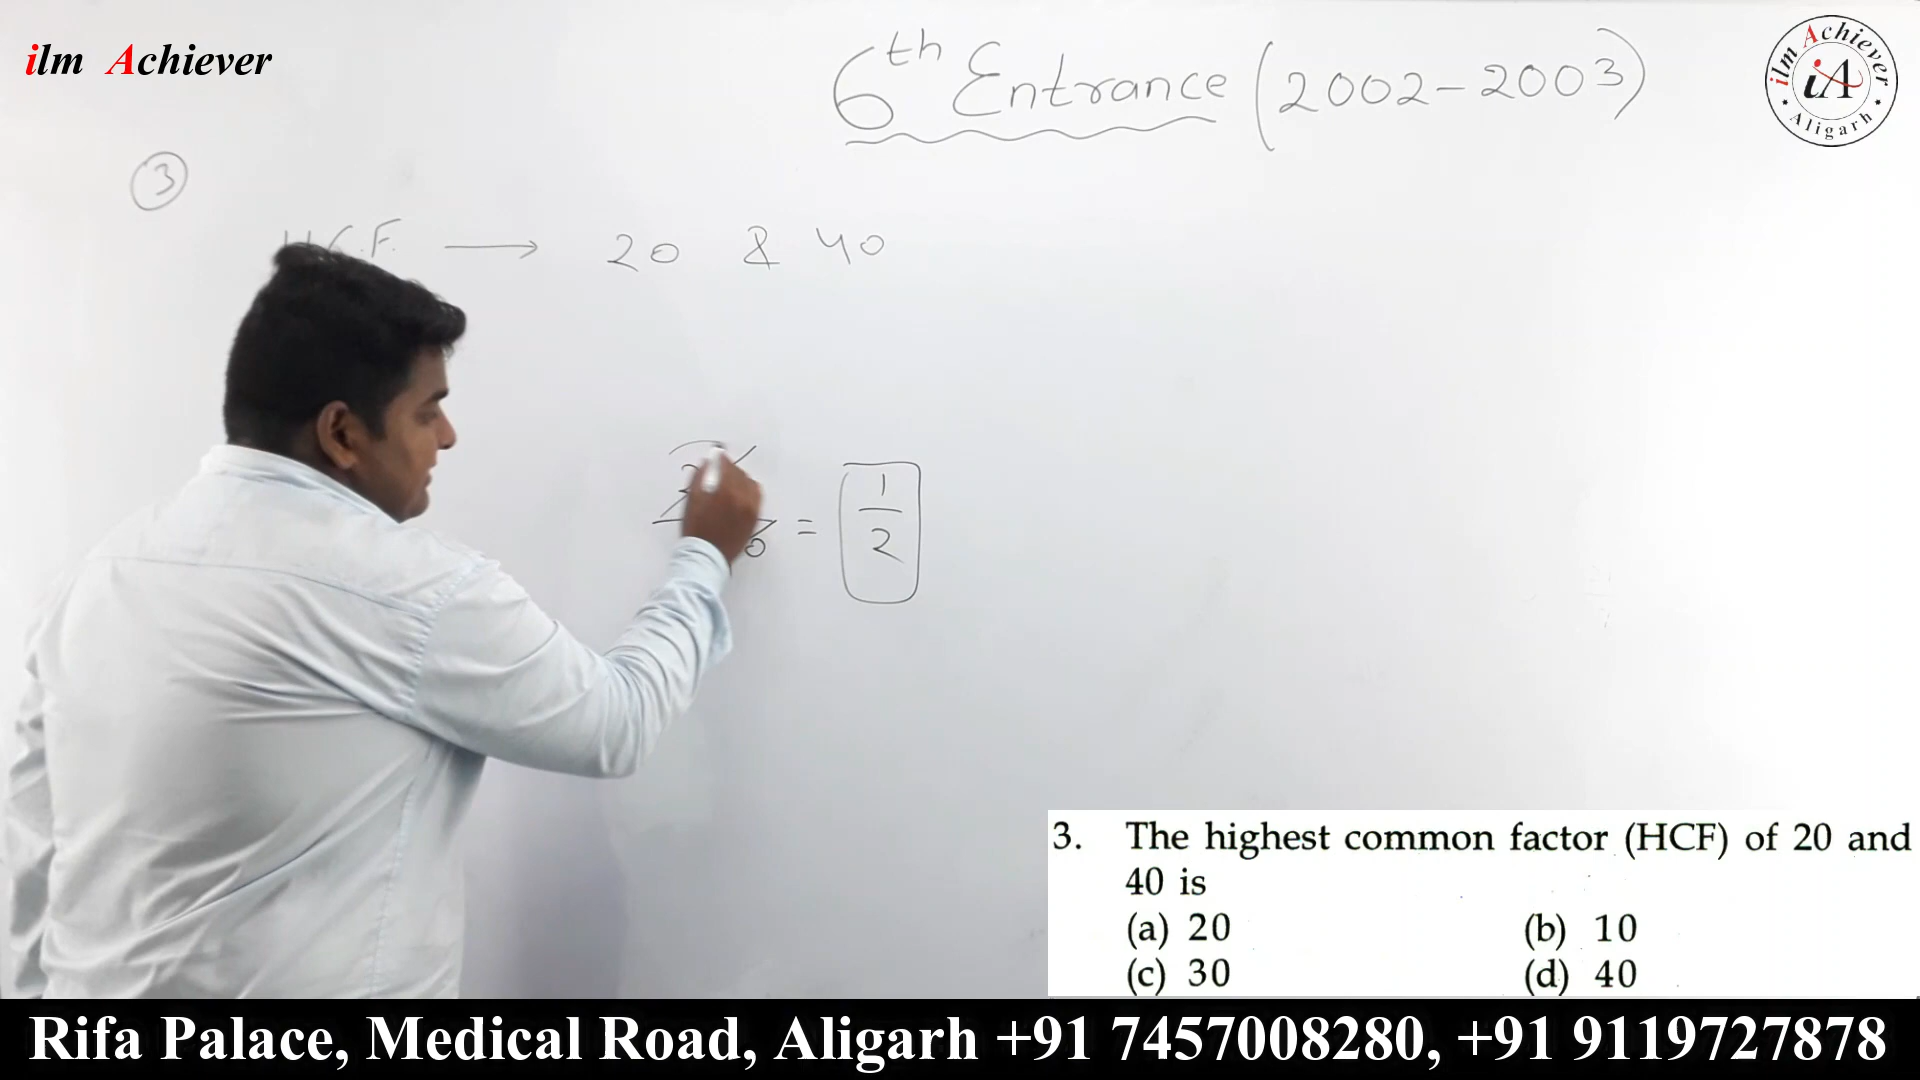 ilm Achiever
6th Entrance (2002-2003)
ilm Achiever
iA
Aligarh
3
H.C.F. → 20 & 40
= 1/2
3. The highest common factor (HCF) of 20 and
40 is
(a) 20 (b) 10
(c) 30 (d) 40
Rifa Palace, Medical Road, Aligarh +91 7457008280, +91 9119727878